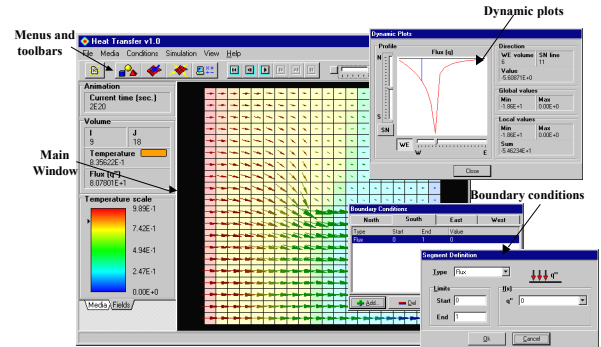 Dynamic plots
Menus and
toolbars
Main
Window
Boundary conditions
Heat Transfer v1.0
File Media Conditions Simulation View Help
Animation
Current time (sec.)
2E20
Volume
I J
9 18
Temperature
8.35622E-1
Flux (q'')
8.07801E+1
Temperature scale
9.89E-1
7.42E-1
4.94E-1
2.47E-1
0.00E+0
Media Fields
Dynamic Plots
Profile
Flux (q)
N
S
SN
WE
W E
Direction
WE volume SN line
6 11
Value
-5.60871E+0
Global values
Min Max
-1.86E+1 0.00E+0
Local values
Min Max
-1.86E+1 0.00E+0
Sum
-5.46234E+1
Close
Boundary Conditions
North South East West
Type Start End Value
Flux 0 1 0
Add... Del
Segment Definition
Type Flux
q''
Limits
Start 0
End 1
f(x)
q'' 0
Ok Cancel